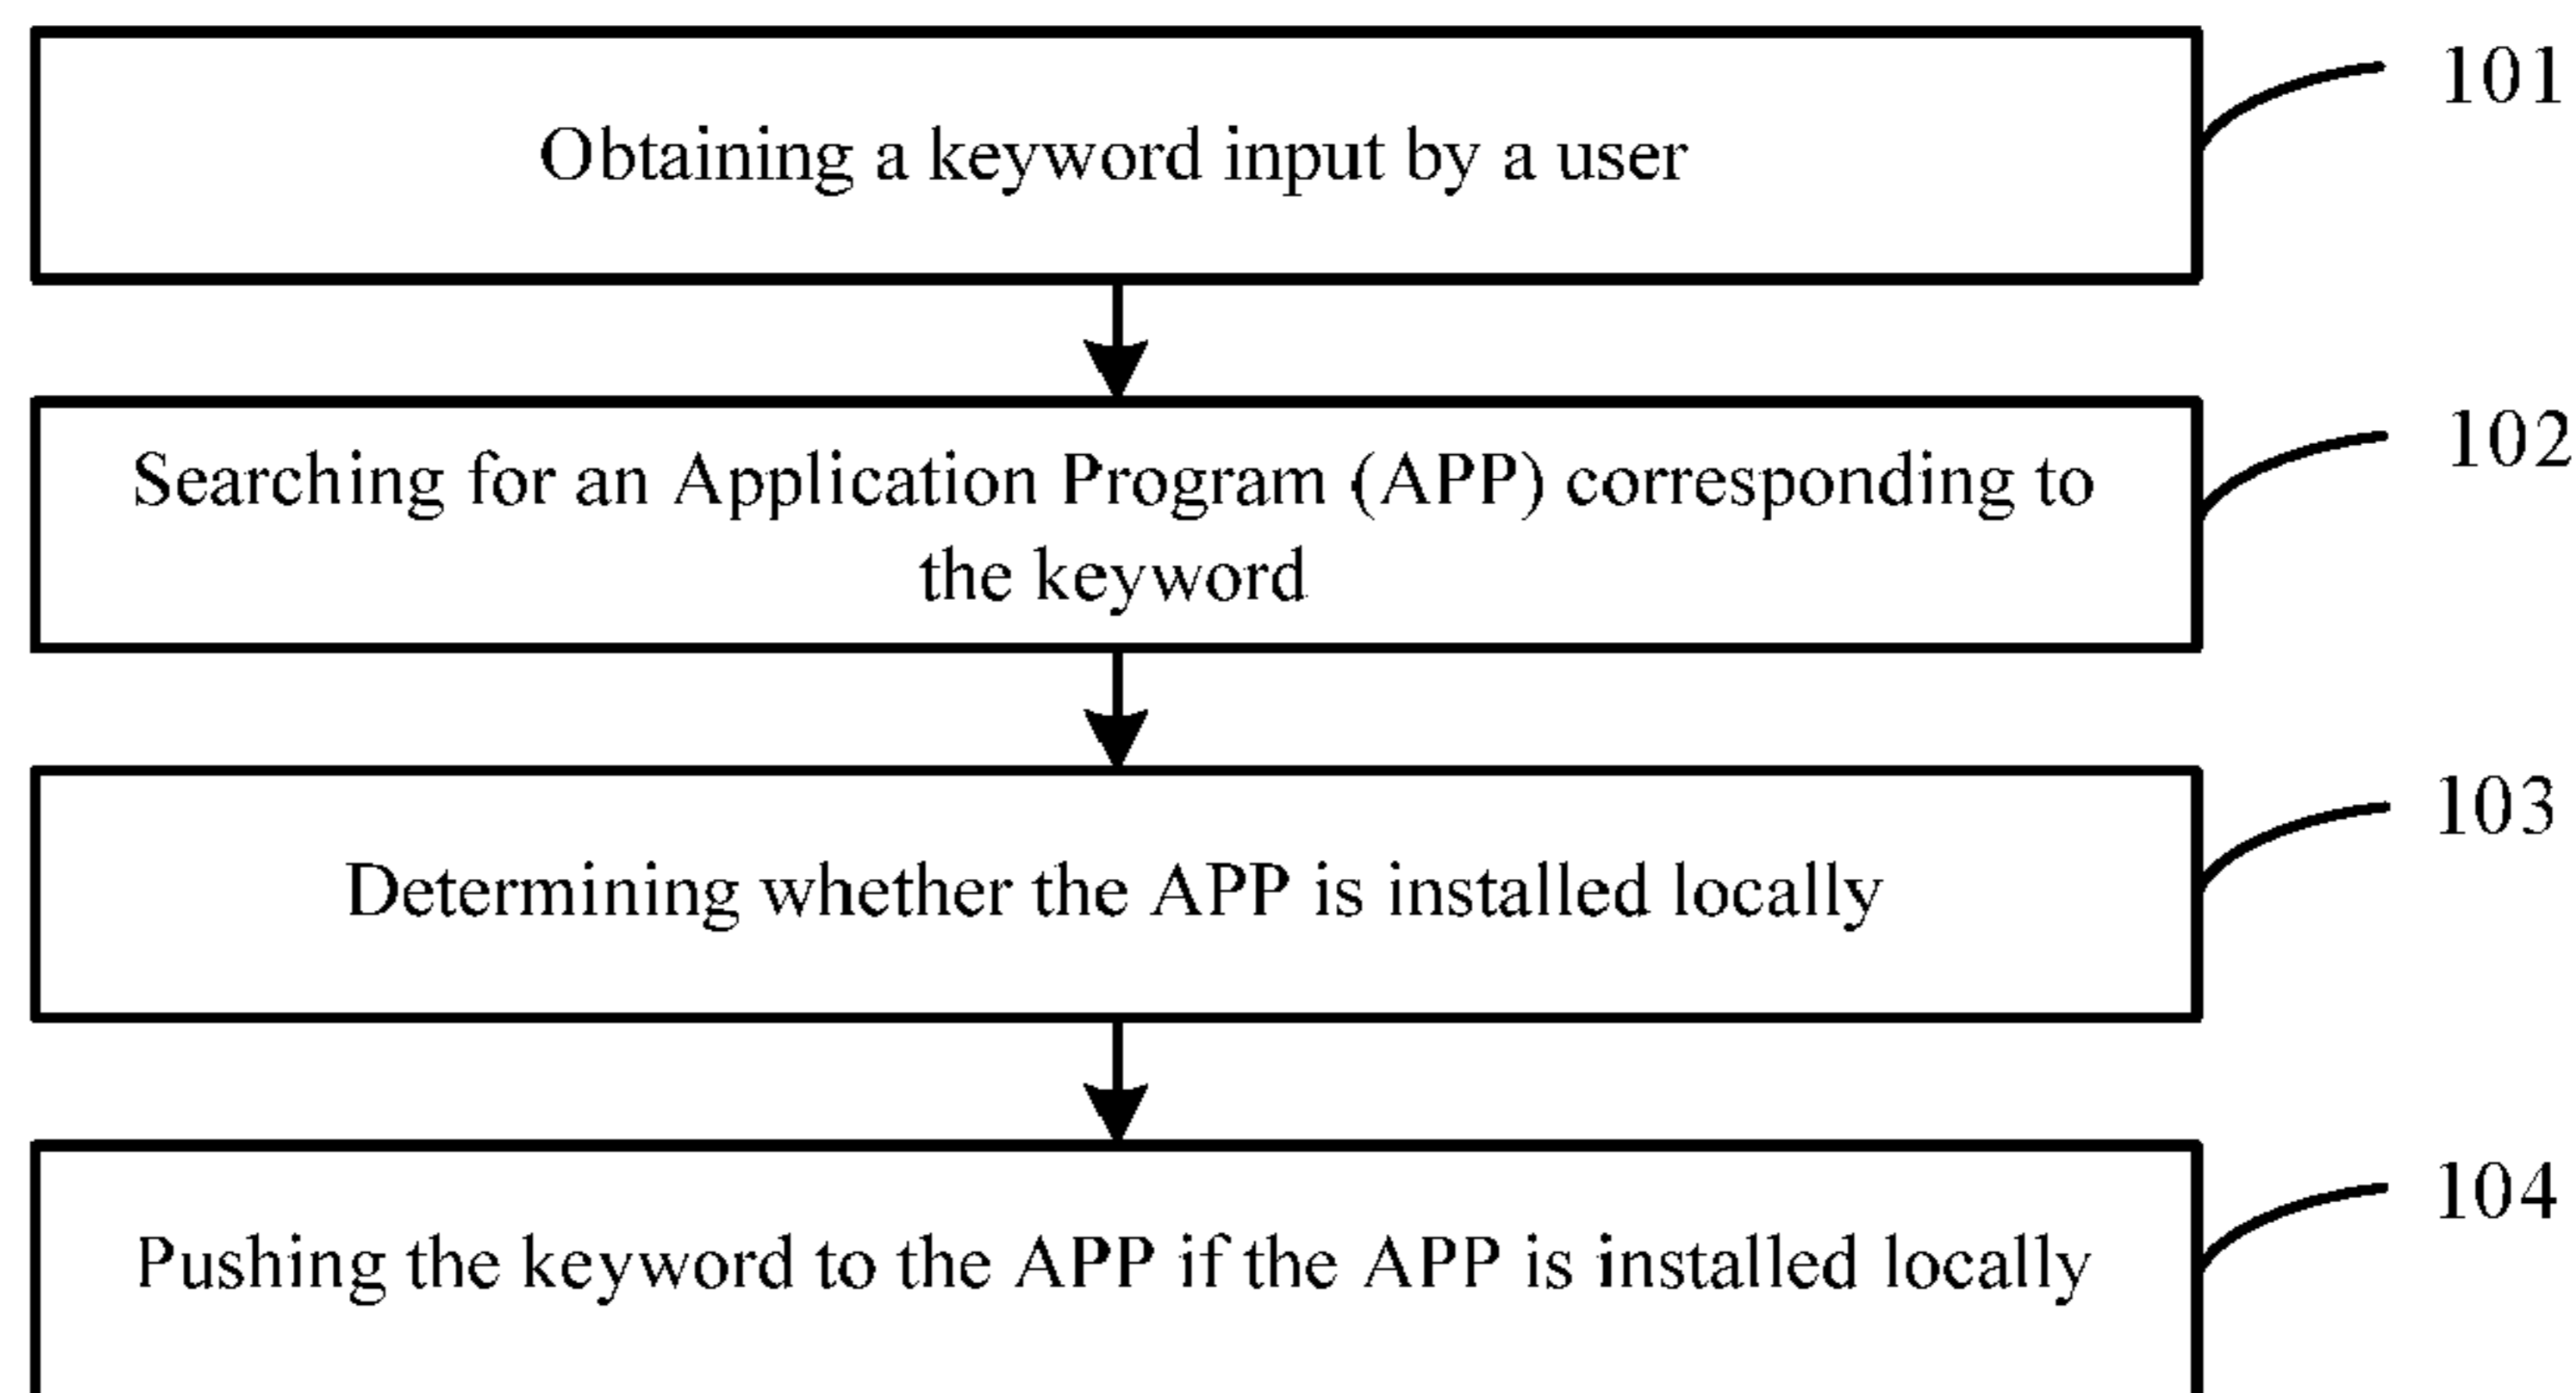 Obtaining a keyword input by a user
101
Searching for an Application Program (APP) corresponding to
the keyword
102
Determining whether the APP is installed locally
103
Pushing the keyword to the APP if the APP is installed locally
104